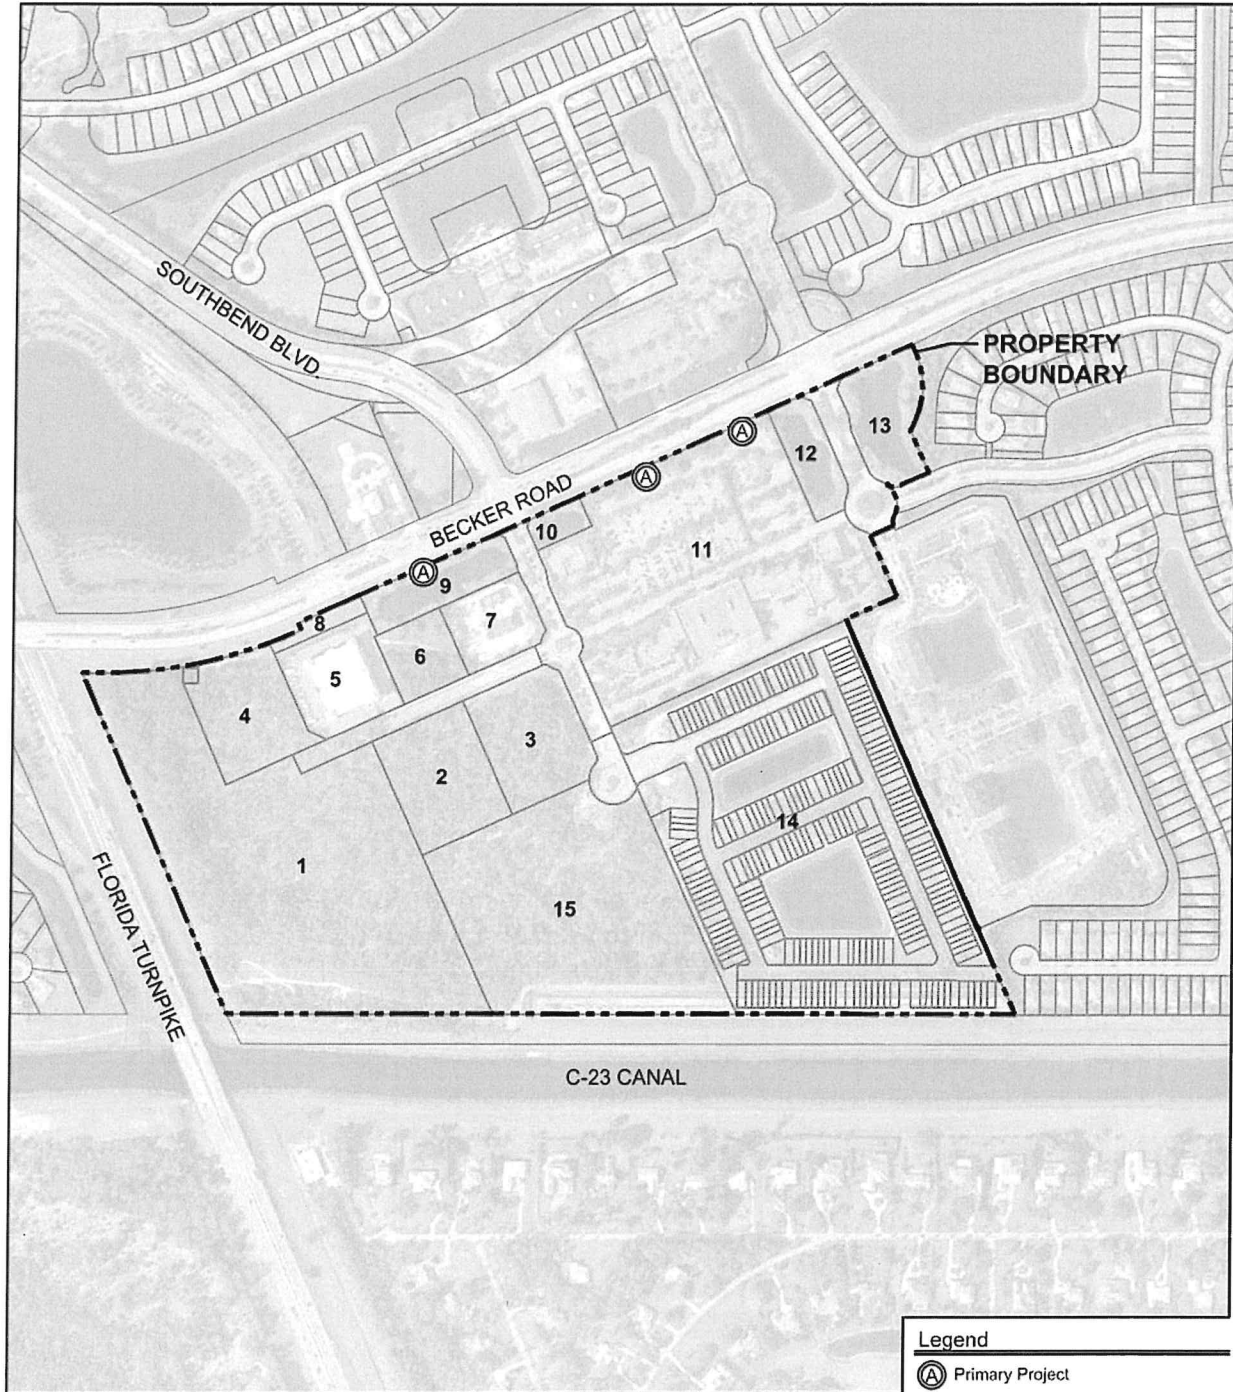 SOUTHBEND BLVD.
PROPERTY
BOUNDARY
13
A
12
A
BECKER ROAD
10
11
A
9
8
7
6
5
4
3
2
14
1
15
FLORIDA TURNPIKE
C-23 CANAL
Legend
A Primary Project